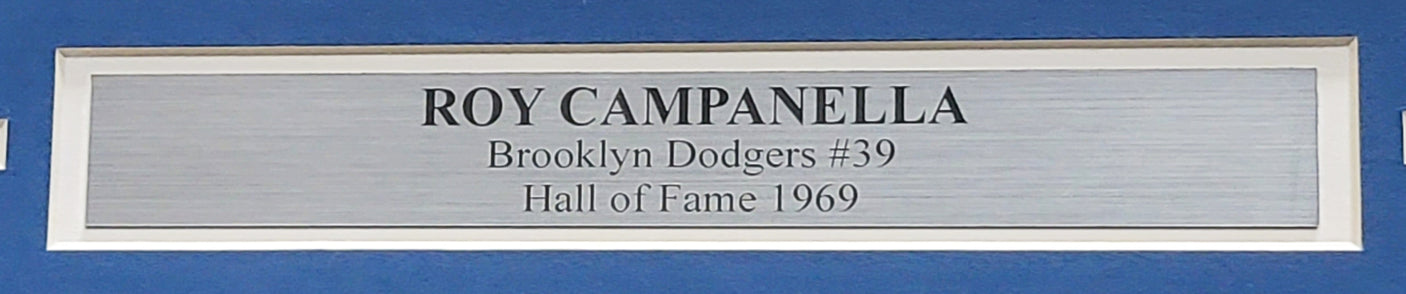 ROY CAMPANELLA
Brooklyn Dodgers #39
Hall of Fame 1969